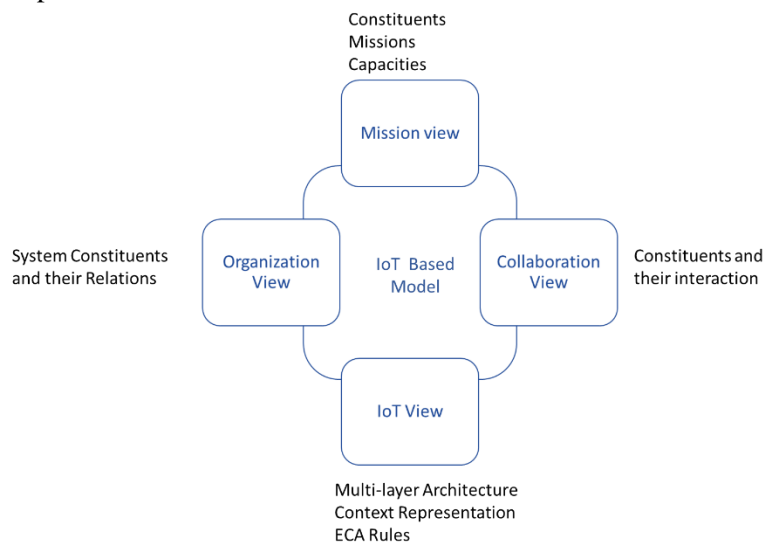 Constituents
Missions
Capacities
Mission view
System Constituents
and their Relations
Organization
View
IoT Based
Model
Collaboration
View
Constituents and
their interaction
IoT View
Multi-layer Architecture
Context Representation
ECA Rules